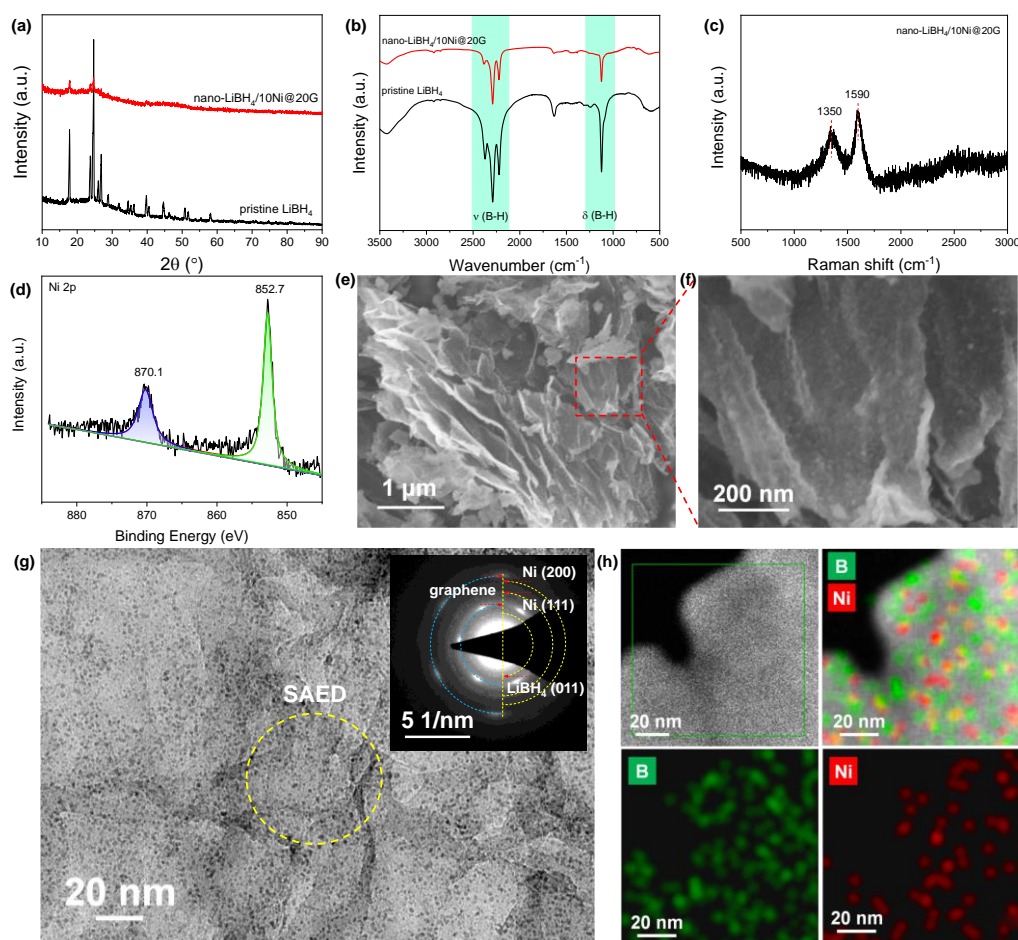 (a)
Intensity (a.u.)
nano-LiBH₄/10Ni@20G
pristine LiBH₄
10 20 30 40 50 60 70 80 90
2θ (°)
(b)
Intensity (a.u.)
nano-LiBH₄/10Ni@20G
pristine LiBH₄
ν (B-H)
δ (B-H)
3500 3000 2500 2000 1500 1000 500
Wavenumber (cm⁻¹)
(c)
Intensity (a.u.)
nano-LiBH₄/10Ni@20G
1350
1590
500 1000 1500 2000 2500 3000
Raman shift (cm⁻¹)
(d)
Intensity (a.u.)
Ni 2p
852.7
870.1
880 870 860 850
Binding Energy (eV)
(e)
1 μm
(f)
200 nm
(g)
SAED
20 nm
Ni (200)
graphene
Ni (111)
LiBH₄ (011)
5 1/nm
(h)
20 nm
B
Ni
20 nm
B
20 nm
Ni
20 nm